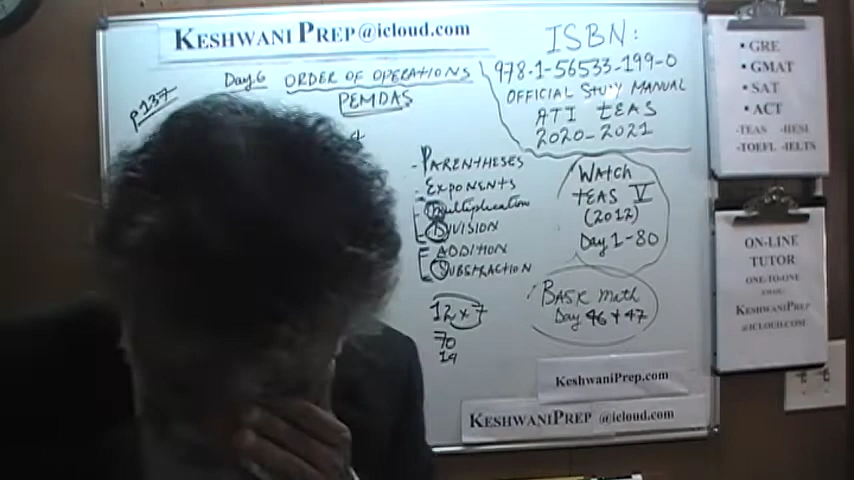 KESHWANI PREP@icloud.com
P137
Day 6 ORDER OF OPERATIONS
PEMDAS
- PARENTHESES
- EXPONENTS
Multiplication
DIVISION
ADDITION
SUBSTRACTION
12 x 7
70
14
ISBN:
978-1-56533-199-0
OFFICIAL STUDY MANUAL
ATI TEAS
2020-2021
WATCH
TEAS V
(2012)
Day 1-80
BASIC Math
Day 46 + 47
KESHWANIPREP.com
KESHWANIPREP @icloud.com
• GRE
• GMAT
• SAT
• ACT
-TEAS -HESI
-TOEFL -IELTS
ON-LINE
TUTOR
ONE-TO-ONE
EMAIL:
KESHWANIPREP
@ICLOUD.COM